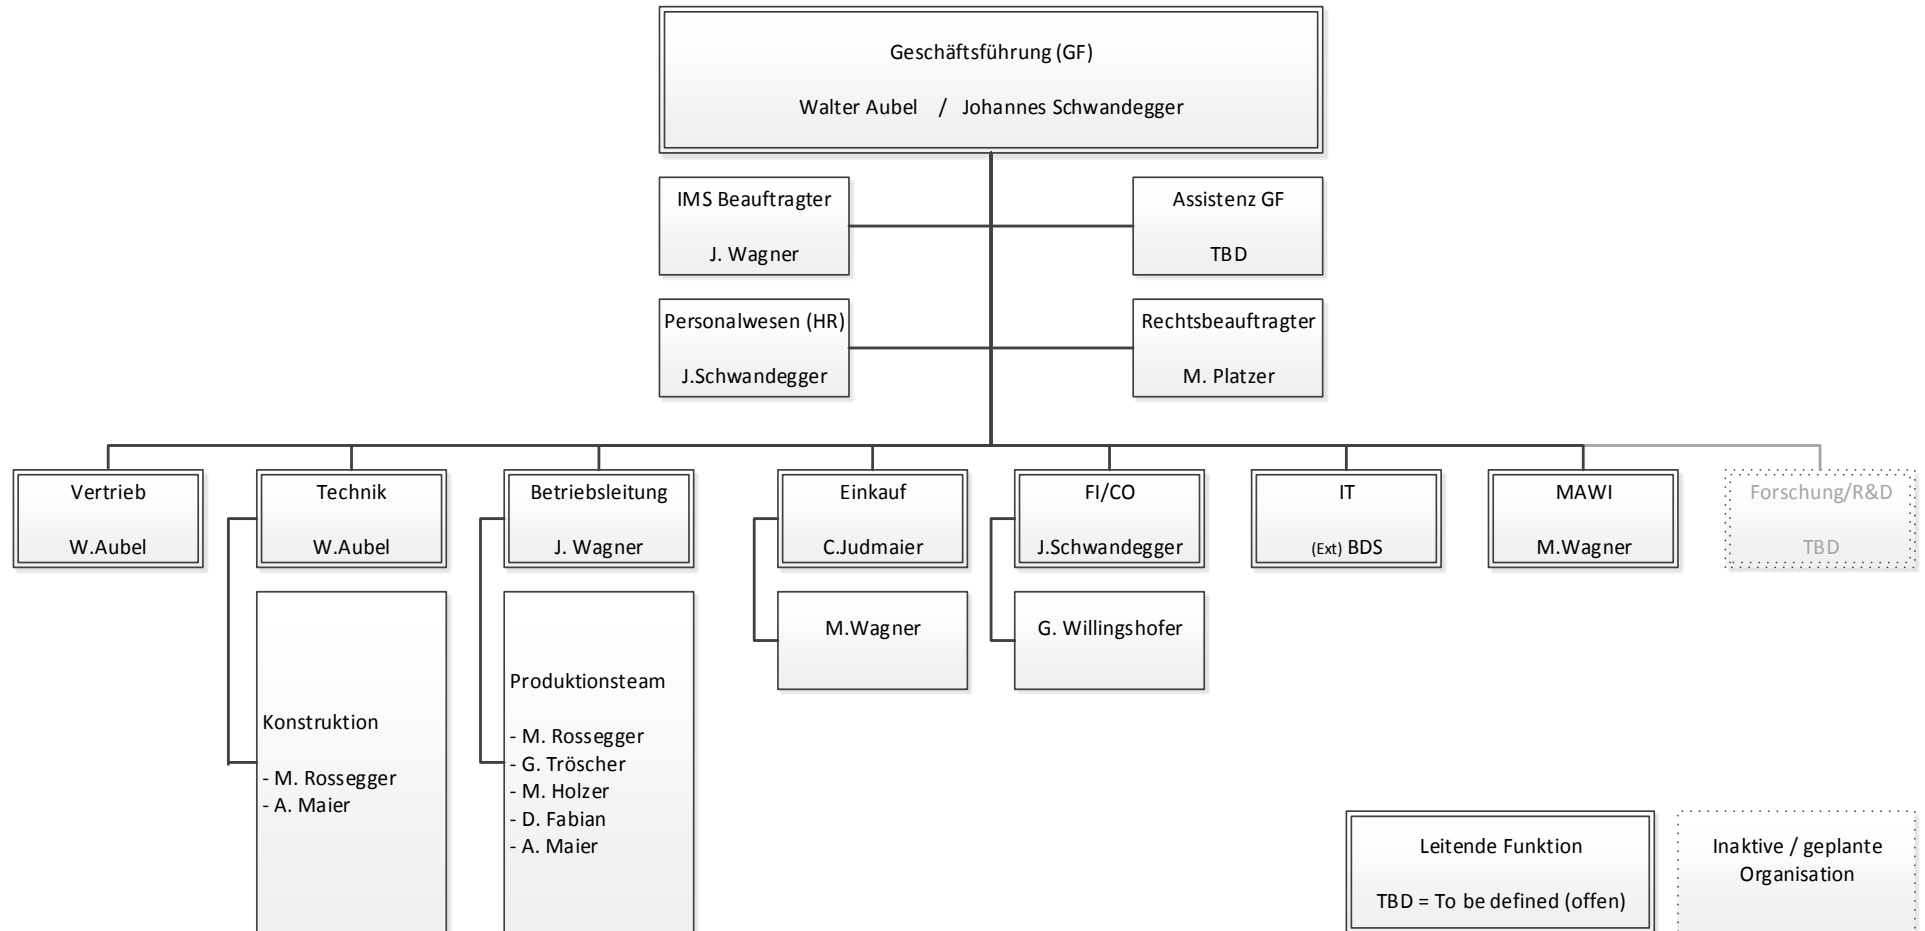 Geschäftsführung (GF)
Walter Aubel / Johannes Schwandegger
IMS Beauftragter
J. Wagner
Assistenz GF
TBD
Personalwesen (HR)
J.Schwandegger
Rechtsbeauftragter
M. Platzer
Vertrieb
W.Aubel
Technik
W.Aubel
Betriebsleitung
J. Wagner
Einkauf
C.Judmaier
FI/CO
J.Schwandegger
IT
(Ext) BDS
MAWI
M.Wagner
Forschung/R&D
TBD
Konstruktion
- M. Rossegger
- A. Maier
Produktionsteam
- M. Rossegger
- G. Tröscher
- M. Holzer
- D. Fabian
- A. Maier
M.Wagner
G. Willingshofer
Leitende Funktion
TBD = To be defined (offen)
Inaktive / geplante
Organisation